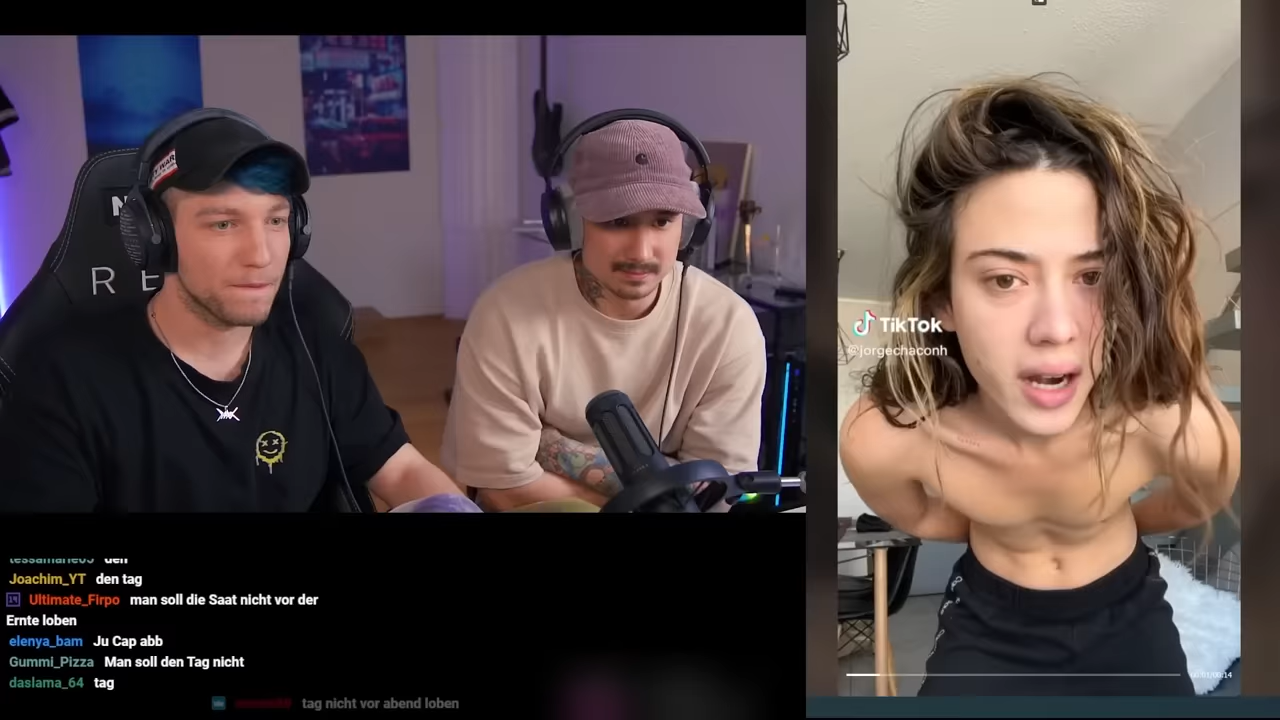 N
RE
TikTok
@jorgechaconh
den
Joachim_YT den tag
Ultimate_Firpo man soll die Saat nicht vor der
Ernte loben
elenya_bam Ju Cap abb
Gummi_Pizza Man soll den Tag nicht
daslama_64 tag
tag nicht vor abend loben